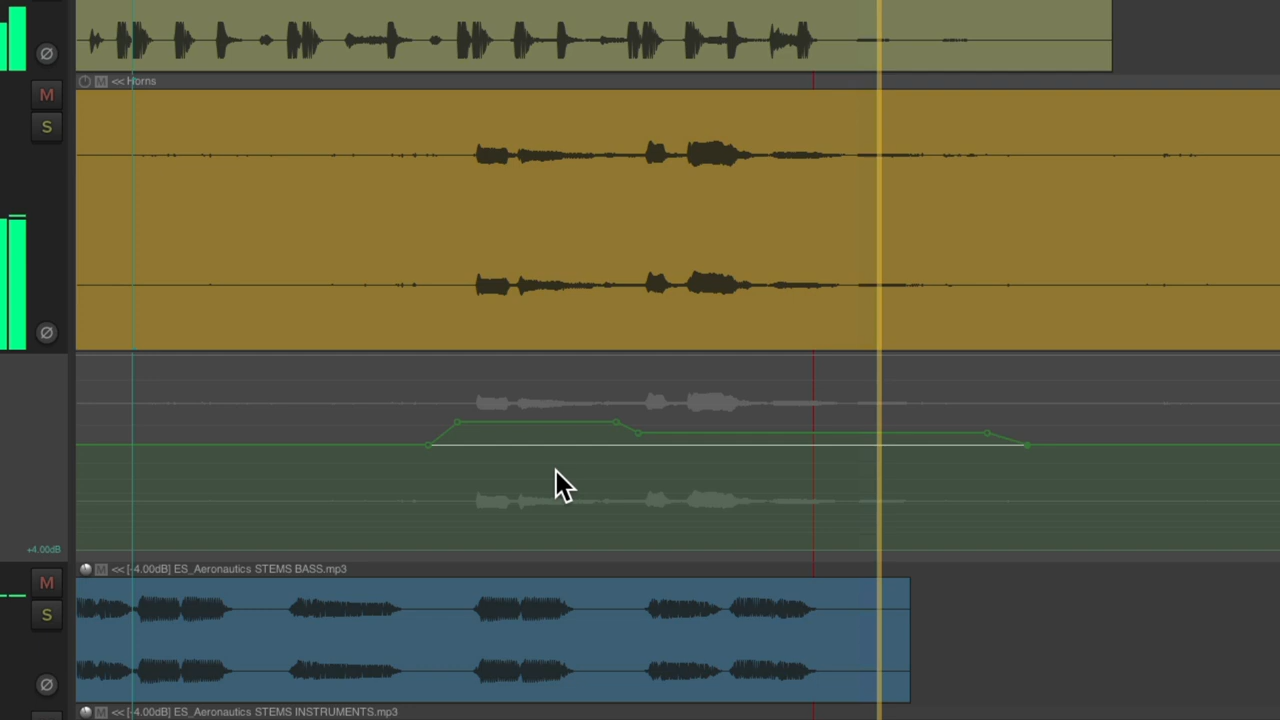 Ø
M << Horns
M
S
Ø
+4.00dB
M << [-4.00dB] ES_Aeronautics STEMS BASS.mp3
M
S
Ø
M << [-4.00dB] ES_Aeronautics STEMS INSTRUMENTS.mp3